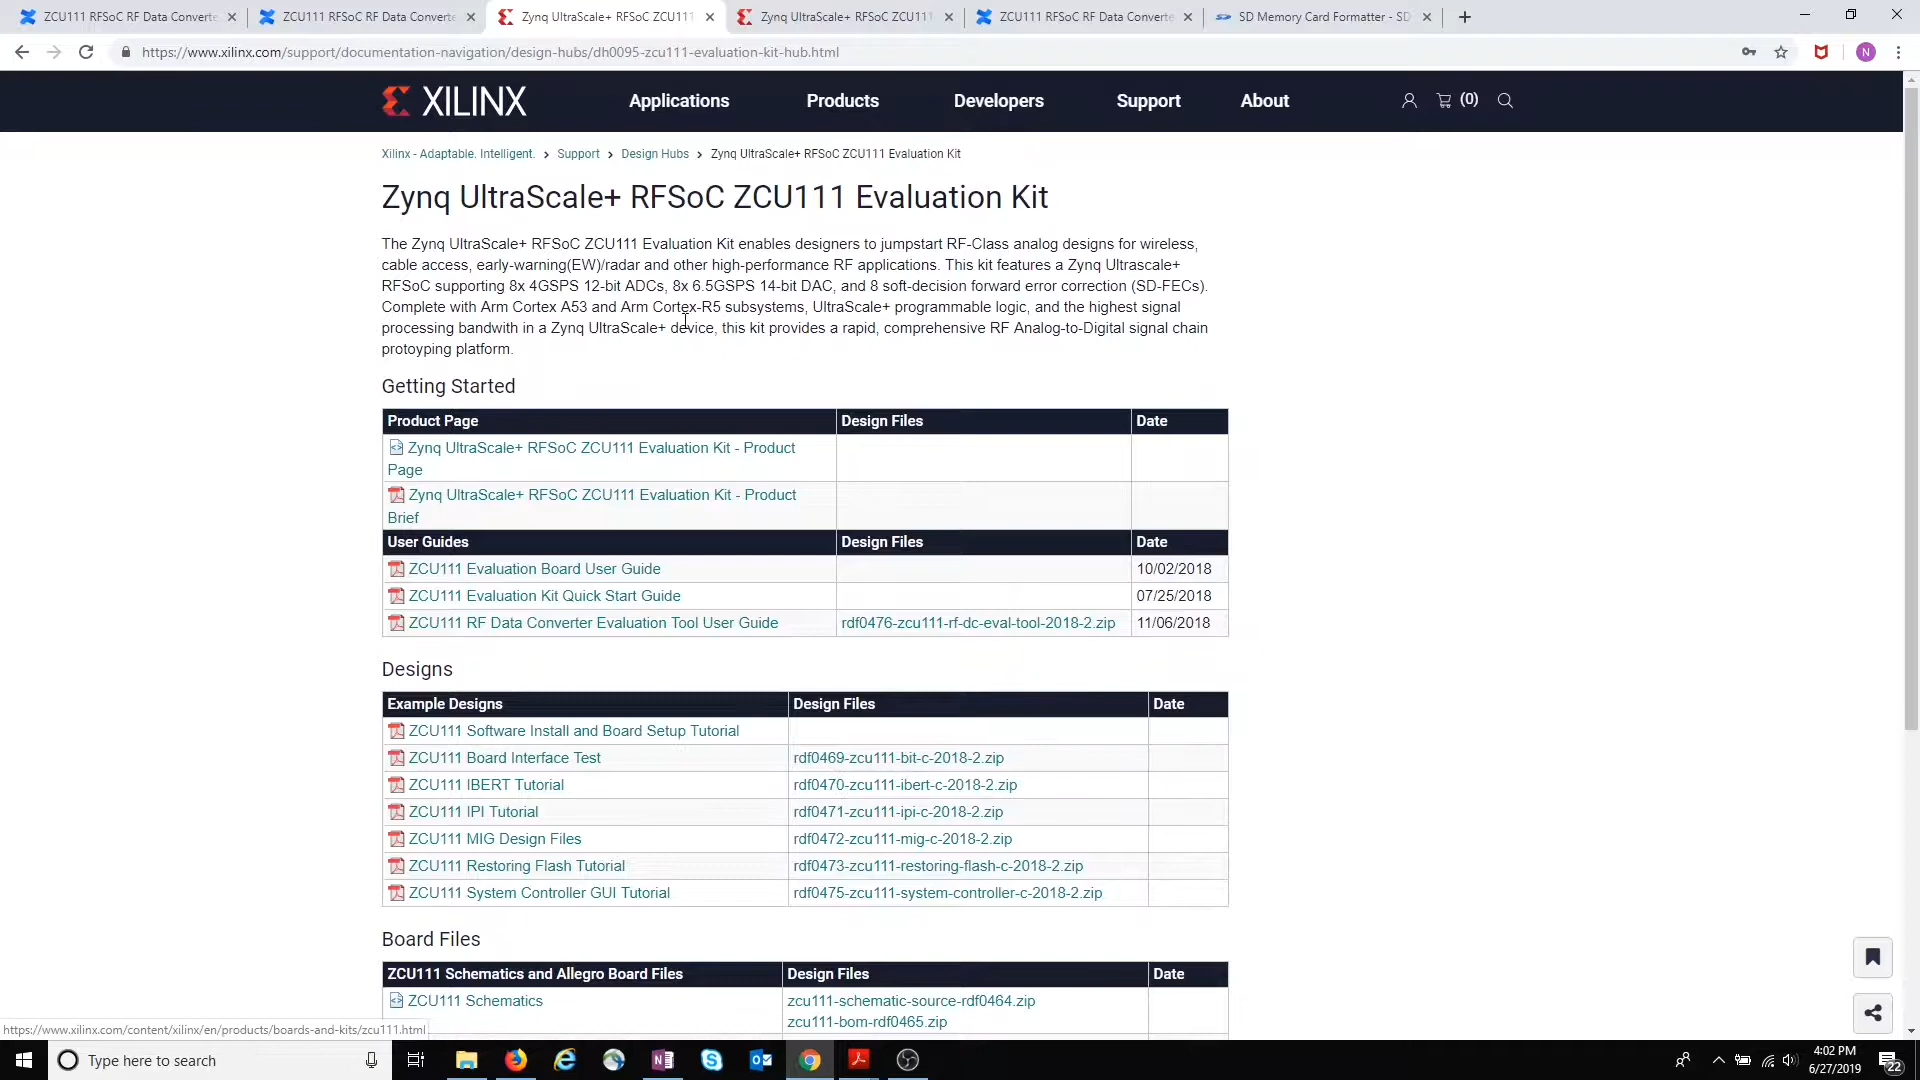 ZCU111 RFSoC RF Data Converte
ZCU111 RFSoC RF Data Converte
Zynq UltraScale+ RFSoC ZCU111
Zynq UltraScale+ RFSoC ZCU111
ZCU111 RFSoC RF Data Converte
SD Memory Card Formatter - SD
https://www.xilinx.com/support/documentation-navigation/design-hubs/dh0095-zcu111-evaluation-kit-hub.html
N
XILINX
Applications
Products
Developers
Support
About
(0)
Xilinx - Adaptable. Intelligent. > Support > Design Hubs > Zynq UltraScale+ RFSoC ZCU111 Evaluation Kit
Zynq UltraScale+ RFSoC ZCU111 Evaluation Kit
The Zynq UltraScale+ RFSoC ZCU111 Evaluation Kit enables designers to jumpstart RF-Class analog designs for wireless,
cable access, early-warning(EW)/radar and other high-performance RF applications. This kit features a Zynq Ultrascale+
RFSoC supporting 8x 4GSPS 12-bit ADCs, 8x 6.5GSPS 14-bit DAC, and 8 soft-decision forward error correction (SD-FECs).
Complete with Arm Cortex A53 and Arm Cortex-R5 subsystems, UltraScale+ programmable logic, and the highest signal
processing bandwith in a Zynq UltraScale+ device, this kit provides a rapid, comprehensive RF Analog-to-Digital signal chain
protoyping platform.
Getting Started
Product Page Design Files Date
Zynq UltraScale+ RFSoC ZCU111 Evaluation Kit - Product
Page
Zynq UltraScale+ RFSoC ZCU111 Evaluation Kit - Product
Brief
User Guides Design Files Date
ZCU111 Evaluation Board User Guide 10/02/2018
ZCU111 Evaluation Kit Quick Start Guide 07/25/2018
ZCU111 RF Data Converter Evaluation Tool User Guide rdf0476-zcu111-rf-dc-eval-tool-2018-2.zip 11/06/2018
Designs
Example Designs Design Files Date
ZCU111 Software Install and Board Setup Tutorial
ZCU111 Board Interface Test rdf0469-zcu111-bit-c-2018-2.zip
ZCU111 IBERT Tutorial rdf0470-zcu111-ibert-c-2018-2.zip
ZCU111 IPI Tutorial rdf0471-zcu111-ipi-c-2018-2.zip
ZCU111 MIG Design Files rdf0472-zcu111-mig-c-2018-2.zip
ZCU111 Restoring Flash Tutorial rdf0473-zcu111-restoring-flash-c-2018-2.zip
ZCU111 System Controller GUI Tutorial rdf0475-zcu111-system-controller-c-2018-2.zip
Board Files
ZCU111 Schematics and Allegro Board Files Design Files Date
ZCU111 Schematics zcu111-schematic-source-rdf0464.zip
zcu111-bom-rdf0465.zip
https://www.xilinx.com/content/xilinx/en/products/boards-and-kits/zcu111.html
Type here to search
4:02 PM
6/27/2019
22